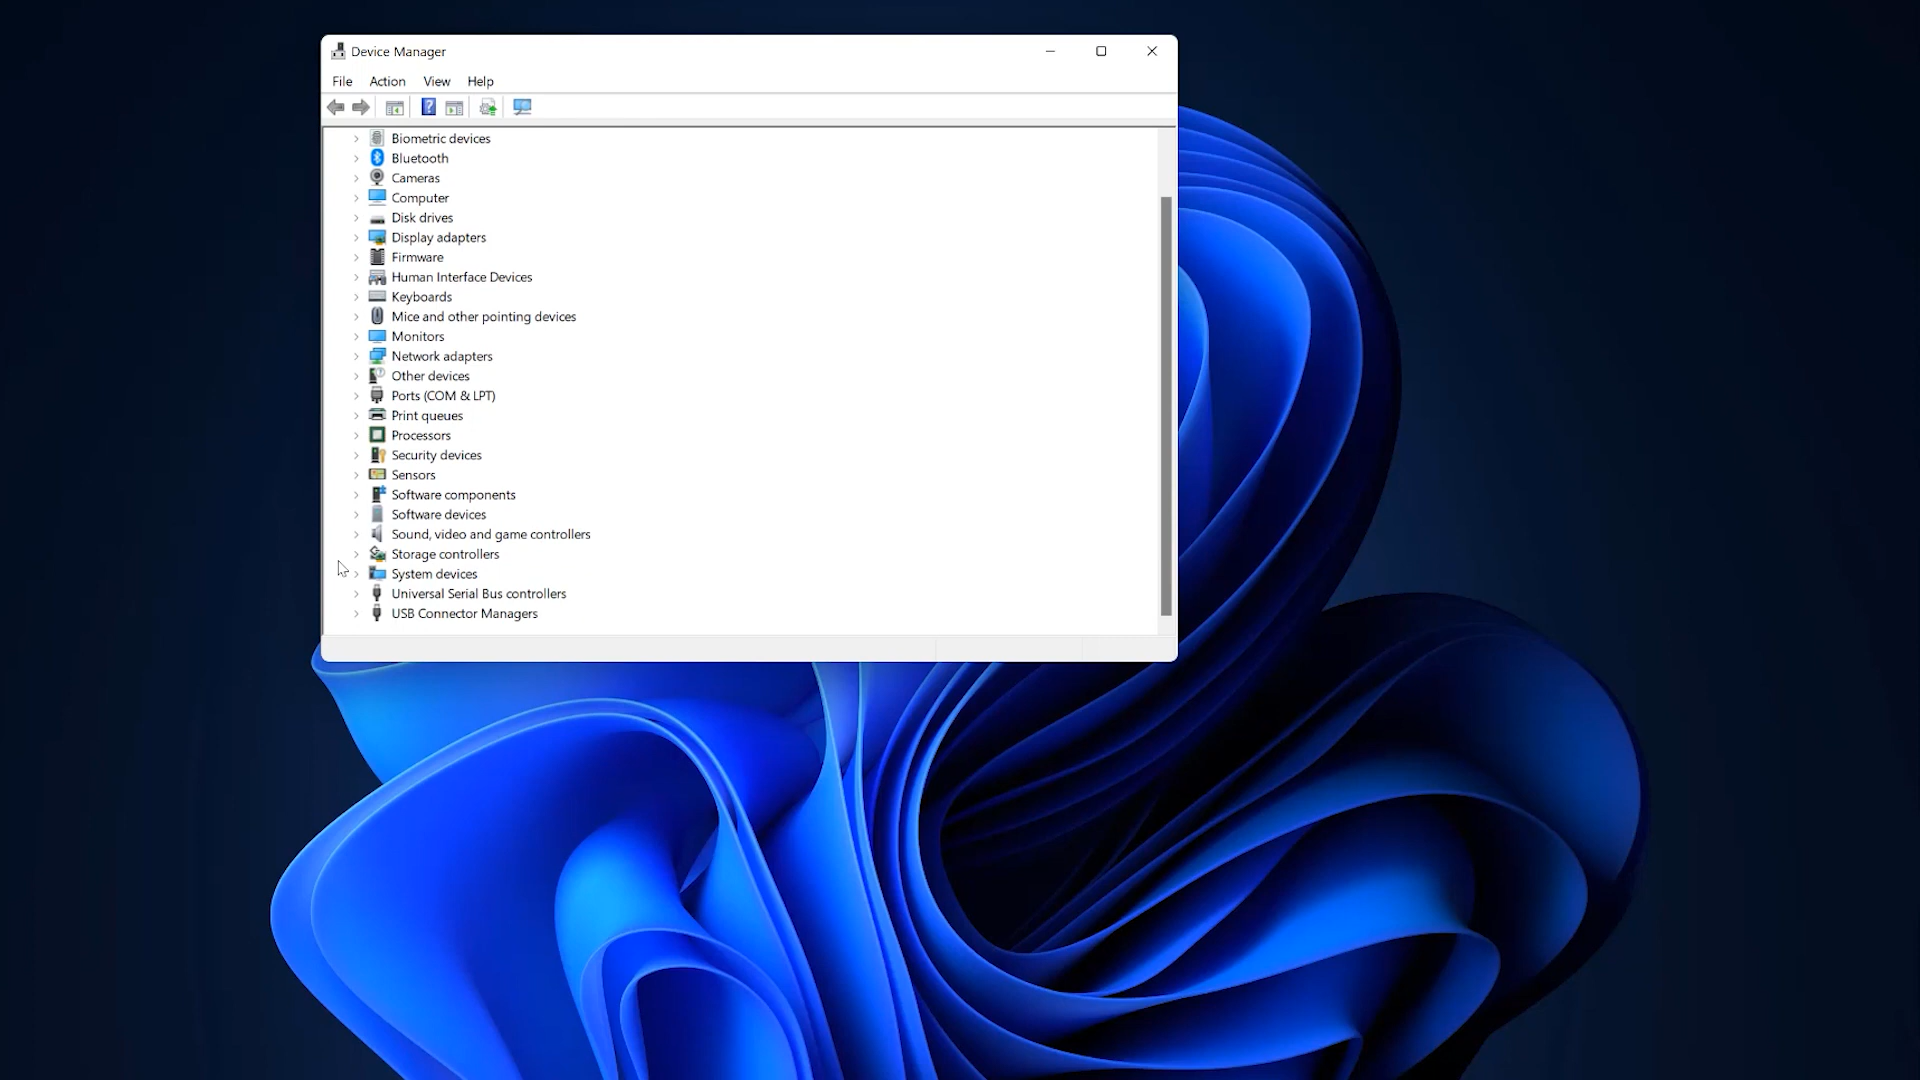 Device Manager
File Action View Help
Biometric devices
Bluetooth
Cameras
Computer
Disk drives
Display adapters
Firmware
Human Interface Devices
Keyboards
Mice and other pointing devices
Monitors
Network adapters
Other devices
Ports (COM & LPT)
Print queues
Processors
Security devices
Sensors
Software components
Software devices
Sound, video and game controllers
Storage controllers
System devices
Universal Serial Bus controllers
USB Connector Managers